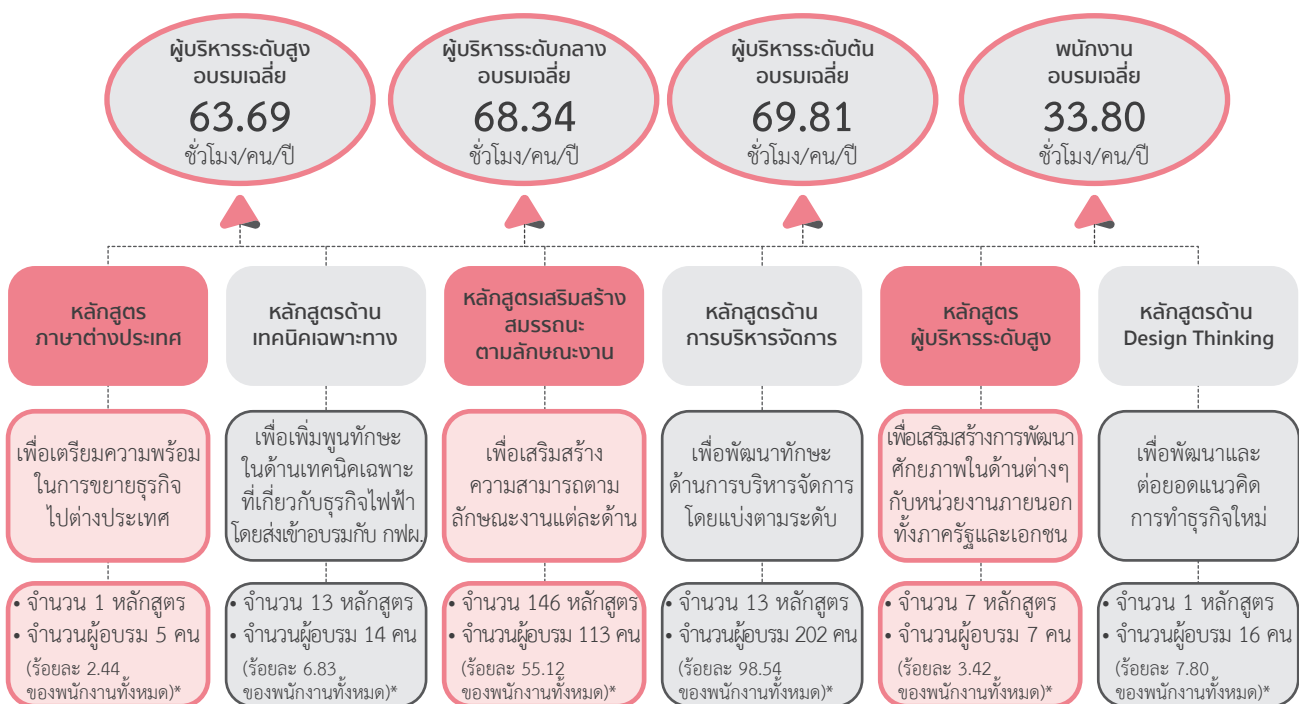 ผู้บริหารระดับสูง
อบรมเฉลี่ย
63.69
ชั่วโมง/คน/ปี
ผู้บริหารระดับกลาง
อบรมเฉลี่ย
68.34
ชั่วโมง/คน/ปี
ผู้บริหารระดับต้น
อบรมเฉลี่ย
69.81
ชั่วโมง/คน/ปี
พนักงาน
อบรมเฉลี่ย
33.80
ชั่วโมง/คน/ปี
หลักสูตร
ภาษาต่างประเทศ
หลักสูตรด้าน
เทคนิคเฉพาะทาง
หลักสูตรเสริมสร้าง
สมรรถนะ
ตามลักษณะงาน
หลักสูตรด้าน
การบริหารจัดการ
หลักสูตร
ผู้บริหารระดับสูง
หลักสูตรด้าน
Design Thinking
เพื่อเตรียมความพร้อม
ในการขยายธุรกิจ
ไปต่างประเทศ
เพื่อเพิ่มพูนทักษะ
ในด้านเทคนิคเฉพาะ
ที่เกี่ยวกับธุรกิจไฟฟ้า
โดยส่งเข้าอบรมกับ กฟผ.
เพื่อเสริมสร้าง
ความสามารถตาม
ลักษณะงานแต่ละด้าน
เพื่อพัฒนาทักษะ
ด้านการบริหารจัดการ
โดยแบ่งตามระดับ
เพื่อเสริมสร้างการพัฒนา
ศักยภาพในด้านต่างๆ
กับหน่วยงานภายนอก
ทั้งภาครัฐและเอกชน
เพื่อพัฒนาและ
ต่อยอดแนวคิด
การทำธุรกิจใหม่
• จำนวน 1 หลักสูตร
• จำนวนผู้อบรม 5 คน
(ร้อยละ 2.44
ของพนักงานทั้งหมด)*
• จำนวน 13 หลักสูตร
• จำนวนผู้อบรม 14 คน
(ร้อยละ 6.83
ของพนักงานทั้งหมด)*
• จำนวน 146 หลักสูตร
• จำนวนผู้อบรม 113 คน
(ร้อยละ 55.12
ของพนักงานทั้งหมด)*
• จำนวน 13 หลักสูตร
• จำนวนผู้อบรม 202 คน
(ร้อยละ 98.54
ของพนักงานทั้งหมด)*
• จำนวน 7 หลักสูตร
• จำนวนผู้อบรม 7 คน
(ร้อยละ 3.42
ของพนักงานทั้งหมด)*
• จำนวน 1 หลักสูตร
• จำนวนผู้อบรม 16 คน
(ร้อยละ 7.80
ของพนักงานทั้งหมด)*